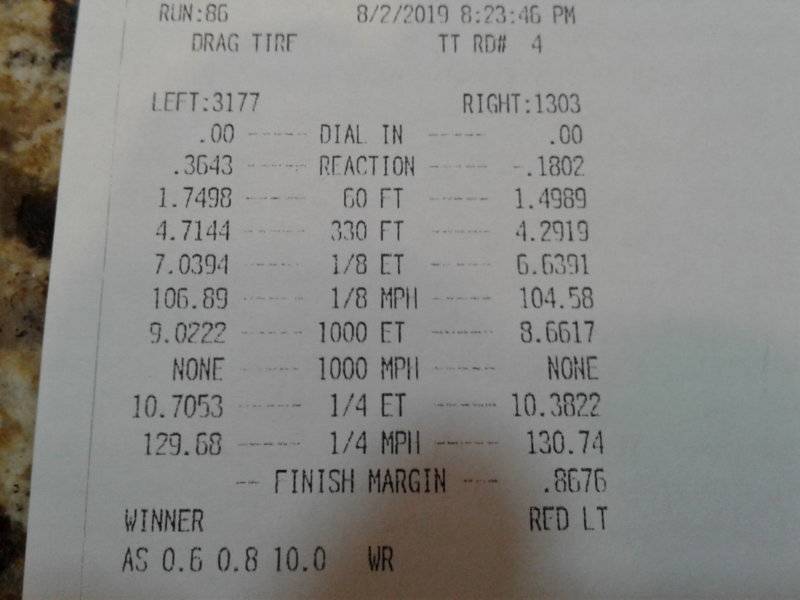 RUN:86 8/2/2019 8:23:46 PM
DRAG TIRE TT RD# 4
LEFT:3177 RIGHT:1303
.00 ----- DIAL IN ----- .00
.3643 ----- REACTION ----- -.1802
1.7498 ----- 60 FT ----- 1.4989
4.7144 ----- 330 FT ----- 4.2919
7.0394 ----- 1/8 ET ----- 6.6391
106.89 ----- 1/8 MPH ----- 104.58
9.0222 ----- 1000 ET ----- 8.6617
NONE ----- 1000 MPH ----- NONE
10.7053 ----- 1/4 ET ----- 10.3822
129.68 ----- 1/4 MPH ----- 130.74
-- FINISH MARGIN --- .8676
WINNER RED LT
AS 0.6 0.8 10.0 WR